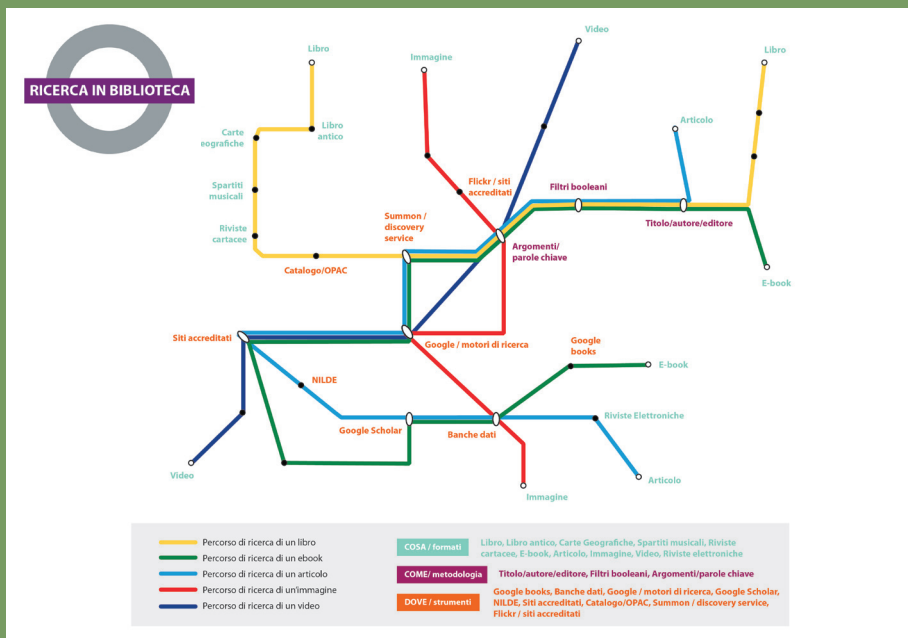 RICERCA IN BIBLIOTECA
Libro
Immagine
Video
Libro
Carte
eografiche
Libro
antico
Articolo
Spartiti
musicali
Flickr / siti
accreditati
Filtri booleani
Riviste
cartacee
Summon /
discovery
service
Titolo/autore/editore
Argomenti/
parole chiave
Catalogo/OPAC
E-book
Siti accreditati
Google / motori di ricerca
Google
books
E-book
NILDE
Riviste Elettroniche
Google Scholar
Banche dati
Video
Immagine
Articolo
Percorso di ricerca di un libro
Percorso di ricerca di un ebook
Percorso di ricerca di un articolo
Percorso di ricerca di un'immagine
Percorso di ricerca di un video
COSA / formati
Libro, Libro antico, Carte Geografiche, Spartiti musicali, Riviste
cartacee, E-book, Articolo, Immagine, Video, Riviste elettroniche
COME/ metodologia
Titolo/autore/editore, Filtri booleani, Argomenti/parole chiave
DOVE / strumenti
Google books, Banche dati, Google / motori di ricerca, Google Scholar,
NILDE, Siti accreditati, Catalogo/OPAC, Summon / discovery service,
Flickr / siti accreditati